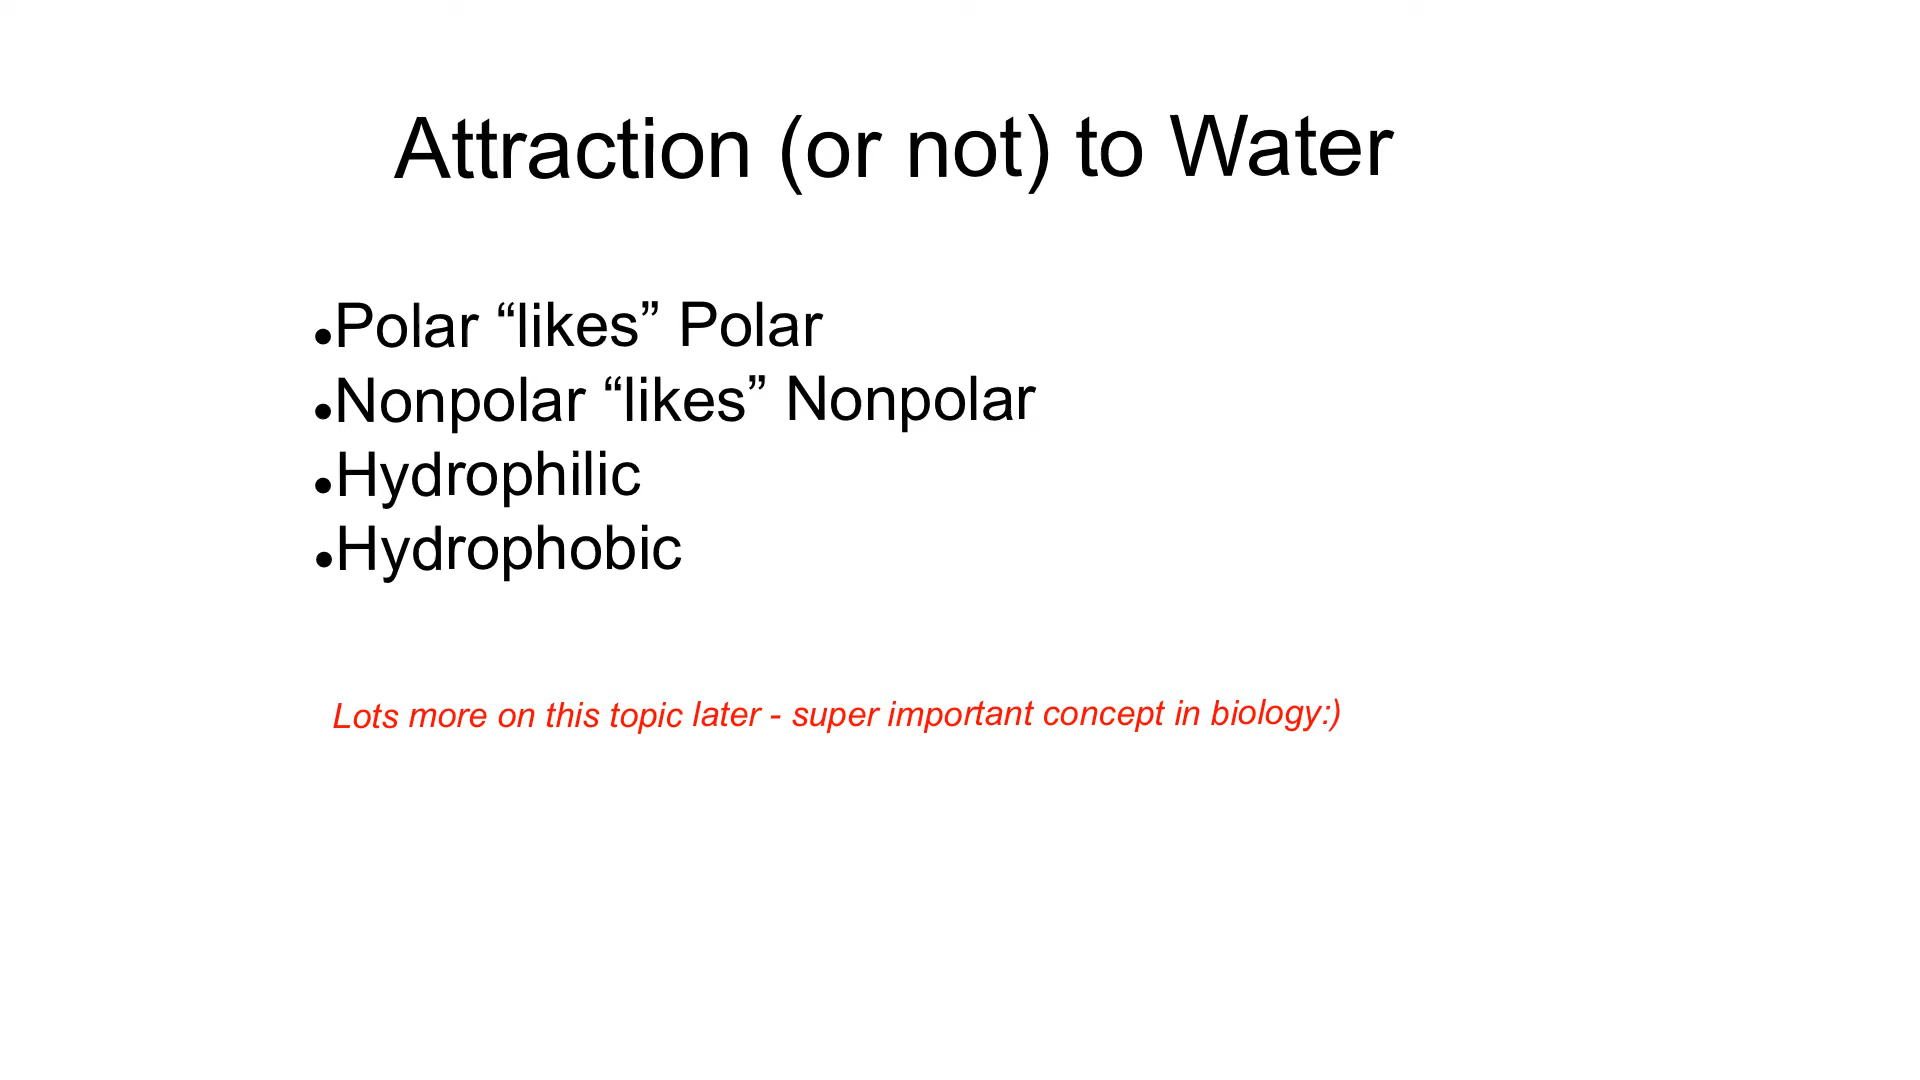 Attraction (or not) to Water
•Polar “likes” Polar
•Nonpolar “likes” Nonpolar
•Hydrophilic
•Hydrophobic
Lots more on this topic later - super important concept in biology:)